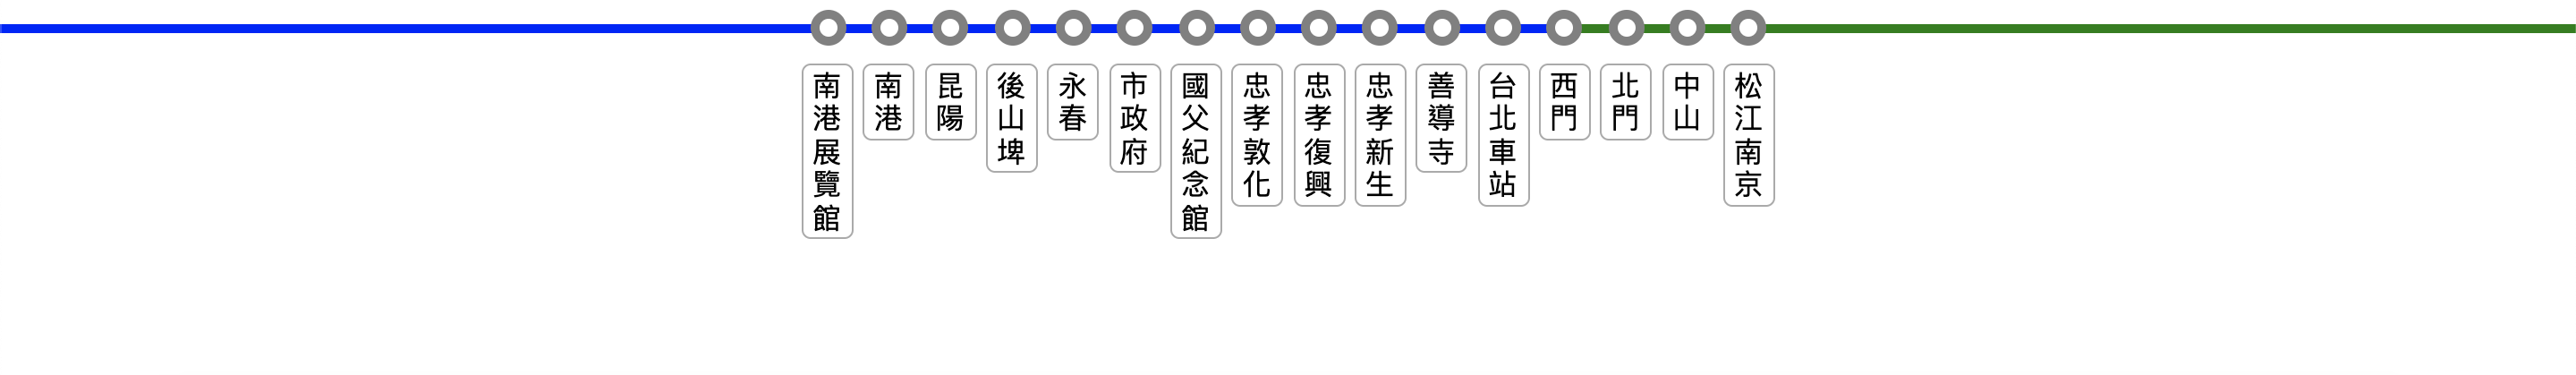 南港展覽館
南港
昆陽
後山埤
永春
市政府
國父紀念館
忠孝敦化
忠孝復興
忠孝新生
善導寺
台北車站
西門
北門
中山
松江南京